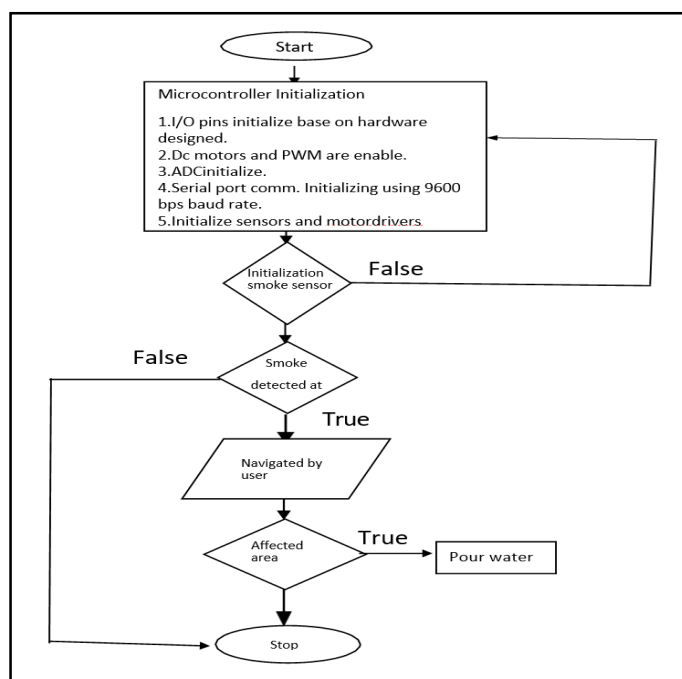 Start
Microcontroller Initialization
1.I/O pins initialize base on hardware
designed.
2.Dc motors and PWM are enable.
3.ADCinitialize.
4.Serial port comm. Initializing using 9600
bps baud rate.
5.Initialize sensors and motordrivers
Initialization
smoke sensor
False
False
Smoke
detected at
True
Navigated by
user
Affected
area
True
Pour water
Stop